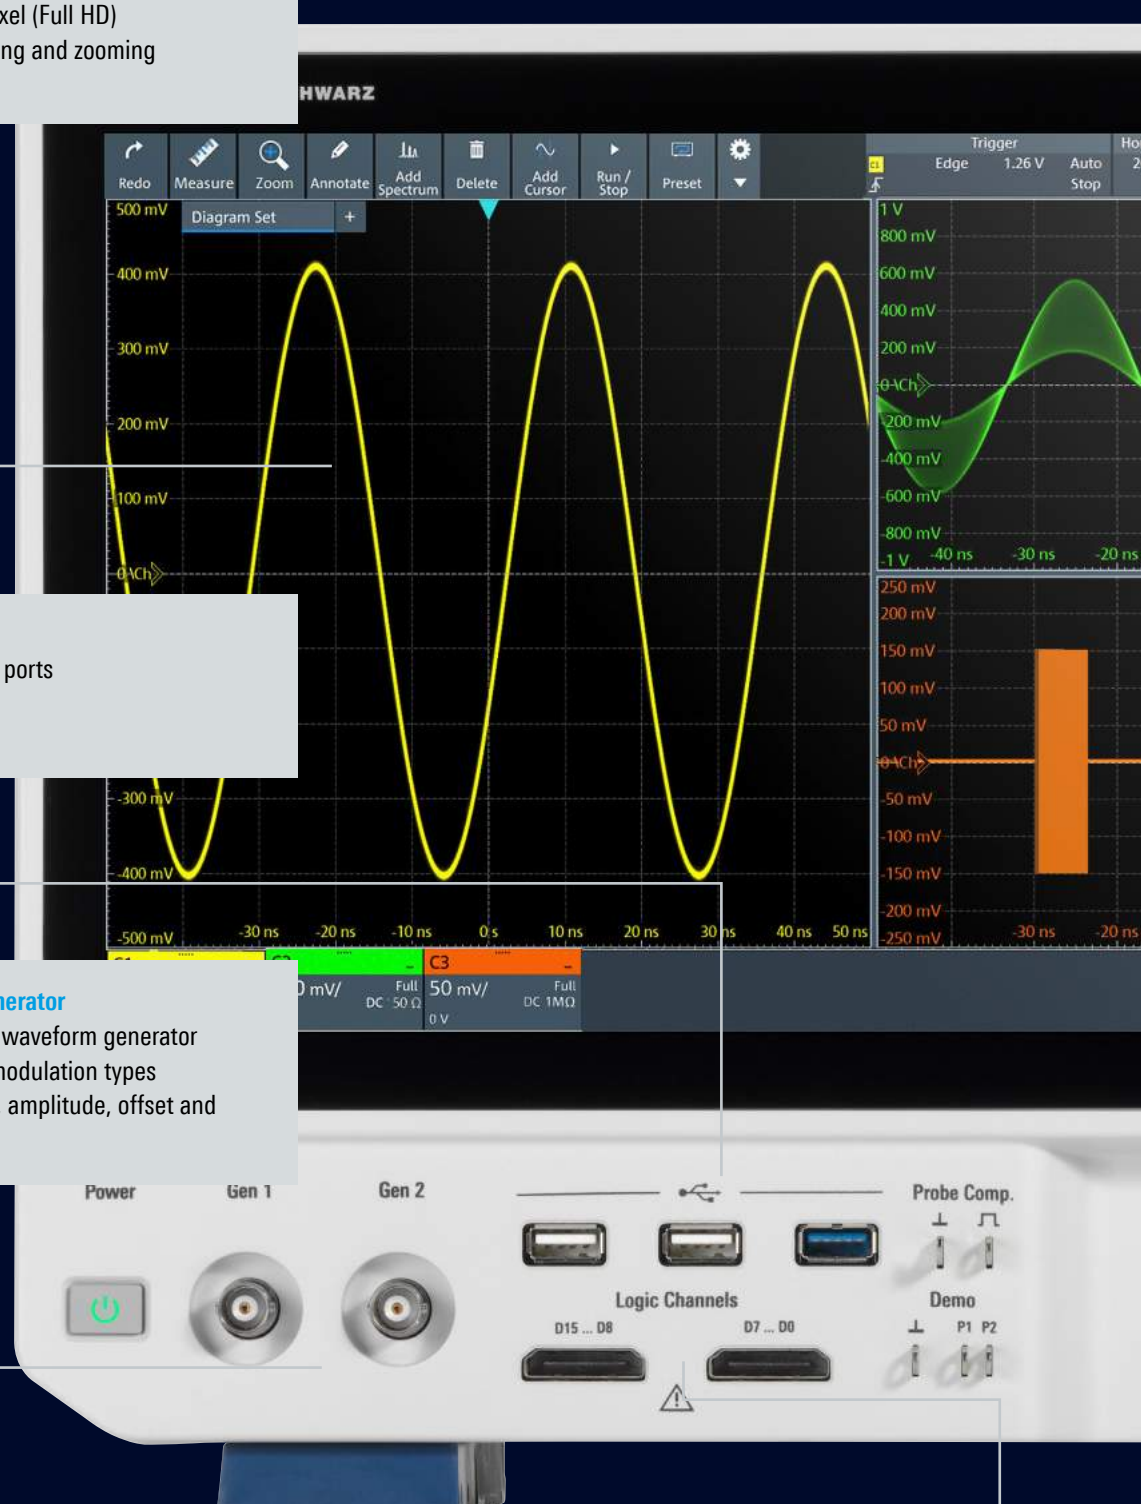 xel (Full HD)
ng and zooming
HWARZ
Redo
Measure
Zoom
Annotate
Add
Spectrum
Delete
Add
Cursor
Run /
Stop
Preset
Trigger
C1
Edge
1.26 V
Auto
Stop
Ho
2
Diagram Set
+
500 mV
400 mV
300 mV
200 mV
100 mV
0
-300 mV
-400 mV
-500 mV
-30 ns
-20 ns
-10 ns
0 s
10 ns
20 ns
30 ns
40 ns
50 ns
1 V
800 mV
600 mV
400 mV
200 mV
0
-200 mV
-400 mV
-600 mV
-800 mV
-1 V
-40 ns
-30 ns
-20 ns
250 mV
200 mV
150 mV
100 mV
50 mV
0
-50 mV
-100 mV
-150 mV
-200 mV
-250 mV
-30 ns
-20 ns
ports
C3
mV/
Full
DC 50 Ω
50 mV/
Full
DC 1MΩ
0 V
nerator
waveform generator
modulation types
amplitude, offset and
Power
Gen 1
Gen 2
Probe Comp.
Logic Channels
D15 ... D8
D7 ... D0
Demo
P1 P2